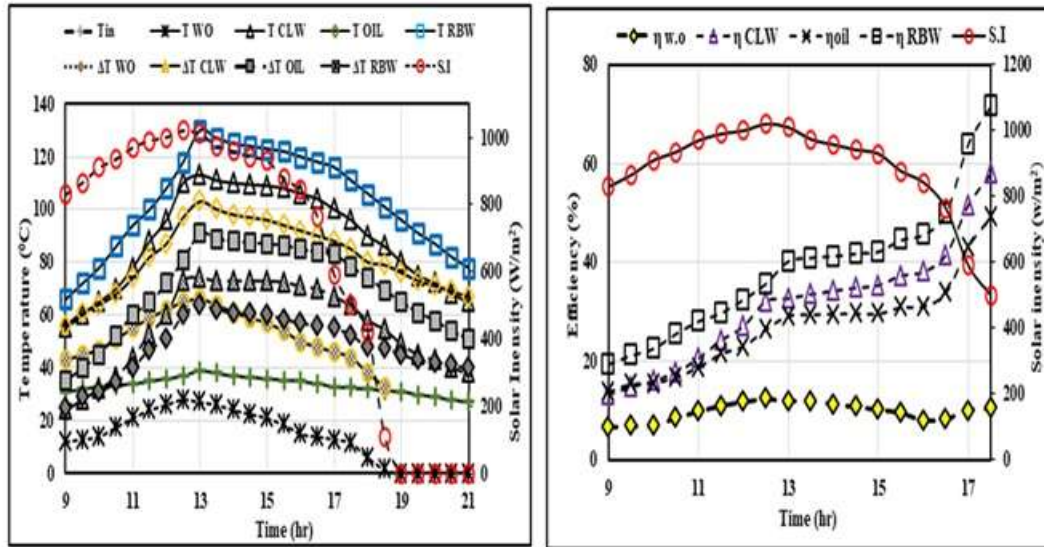 Tin T WO T CLW T OIL T RBW
ΔT WO ΔT CLW ΔT OIL ΔT RBW S.I
140
120
100
80
60
40
20
0
Temperature (°C)
1000
800
600
400
200
0
Solar Inensity (W/m²)
9 11 13 15 17 19 21
Time (hr)
η w.o η CLW ηoil η RBW S.I
80
60
40
20
0
Efficiency (%)
1200
1000
800
600
400
200
0
Solar inensity (w/m²)
9 11 13 15 17
Time (hr)